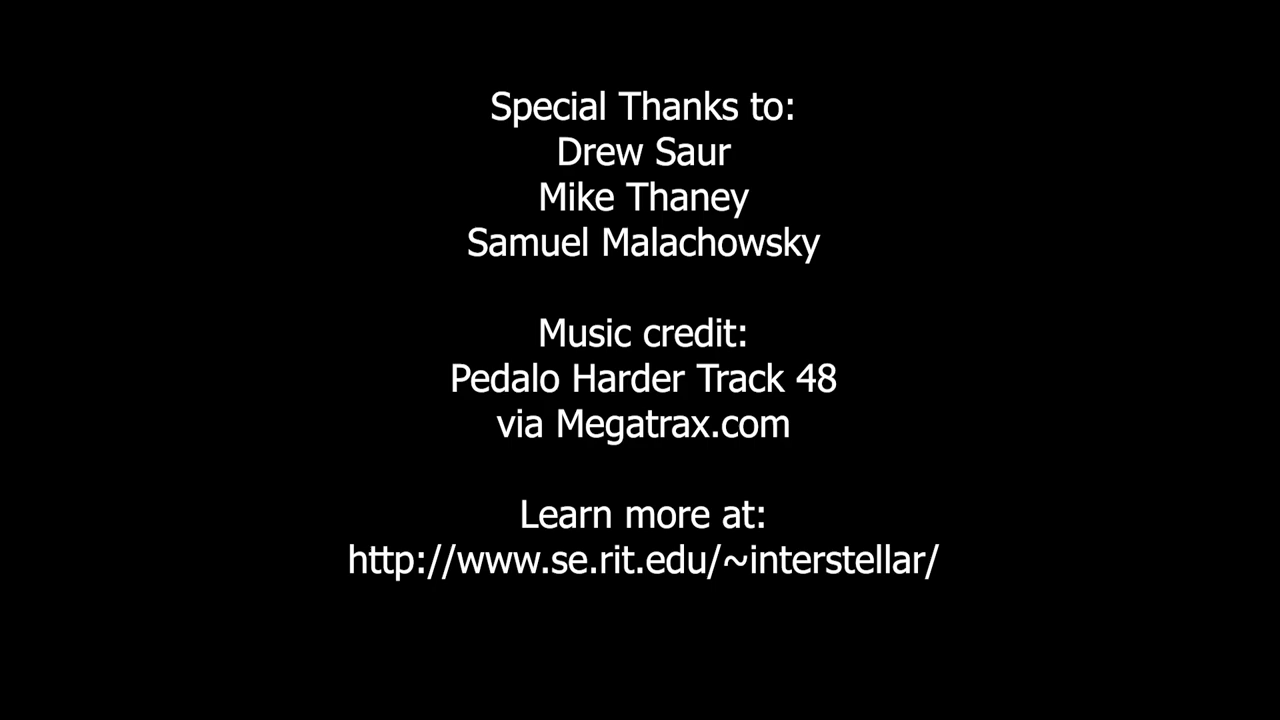 Special Thanks to:
Drew Saur
Mike Thaney
Samuel Malachowsky
Music credit:
Pedalo Harder Track 48
via Megatrax.com
Learn more at:
http://www.se.rit.edu/~interstellar/